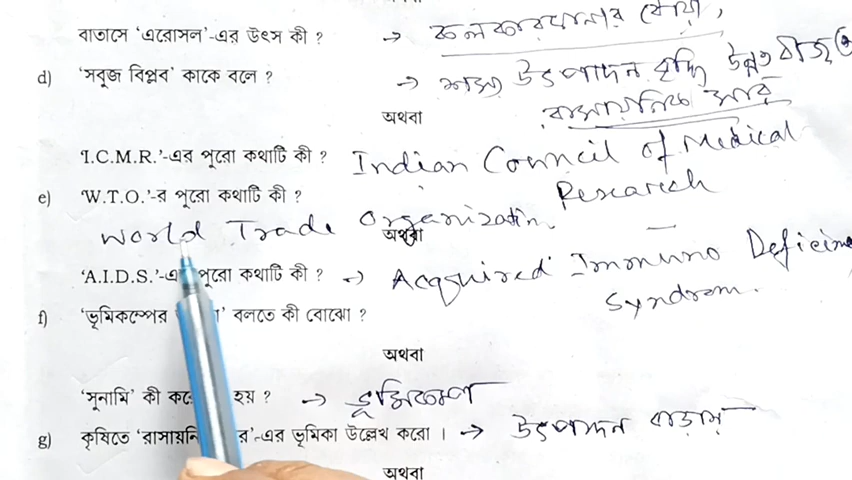 বাতাসে ‘এরোসল’-এর উৎস কী ? → কলকারখানার ধোঁয়া,
d) ‘সবুজ বিপ্লব’ কাকে বলে ? → শস্য উৎপাদন বৃদ্ধি উন্নত বীজ
রাসায়নিক সার
অথবা
‘I.C.M.R.’-এর পুরো কথাটি কী ? Indian Council of Medical
Research
e) ‘W.T.O.’-র পুরো কথাটি কী ?
World Trade Organization
অথবা
‘A.I.D.S.’-এর পুরো কথাটি কী ? → Acquired Immuno
Syndrom.
f) ‘ভূমিকম্পের বলতে কী বোঝো ?
অথবা
‘সুনামি’ কী হয় ? → ভূমিকম্প
g) কৃষিতে ‘রাসায়নিক -এর ভূমিকা উল্লেখ করো । → উৎপাদন বাড়ায়
অথবা